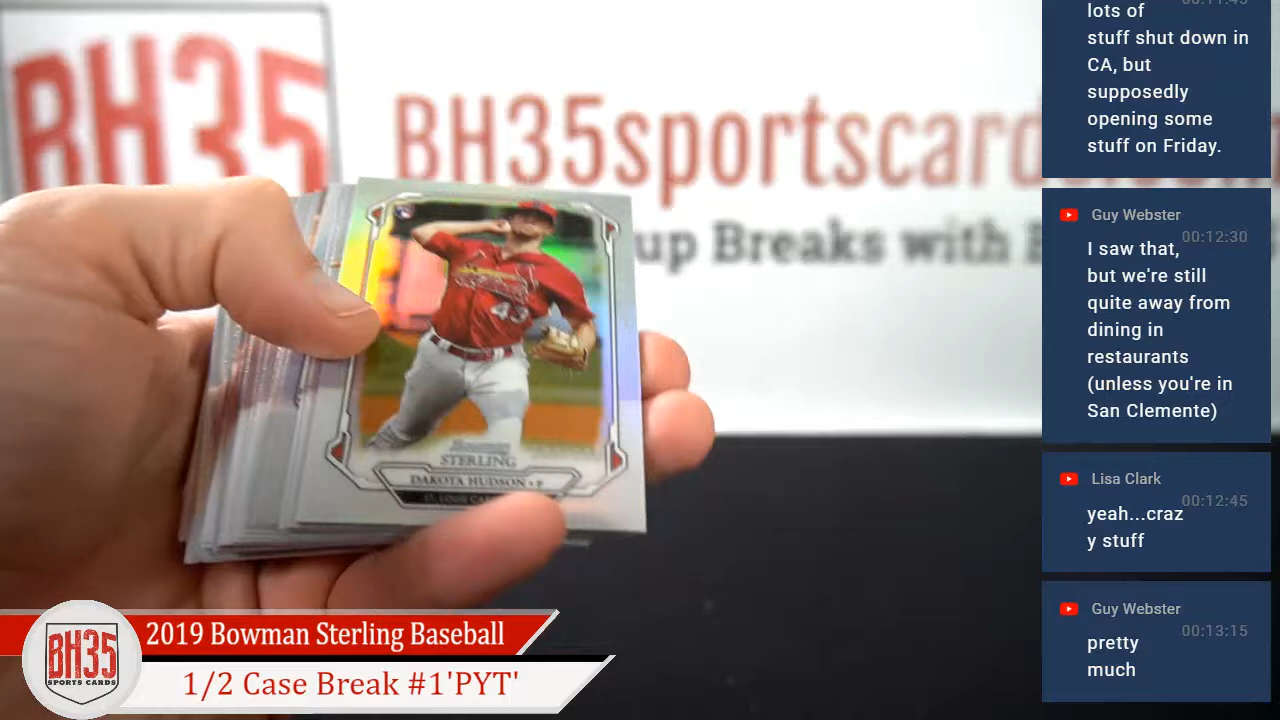 BH35
BH35sportscard
up Breaks with
43
STERLING
DAKOTA HUDSON • P
ST. LOUIS
BH35
SPORTS CARDS
2019 Bowman Sterling Baseball
1/2 Case Break #1'PYT'
lots of
stuff shut down in
CA, but
supposedly
opening some
stuff on Friday.
Guy Webster
00:12:30
I saw that,
but we're still
quite away from
dining in
restaurants
(unless you're in
San Clemente)
Lisa Clark
00:12:45
yeah...craz
y stuff
Guy Webster
00:13:15
pretty
much